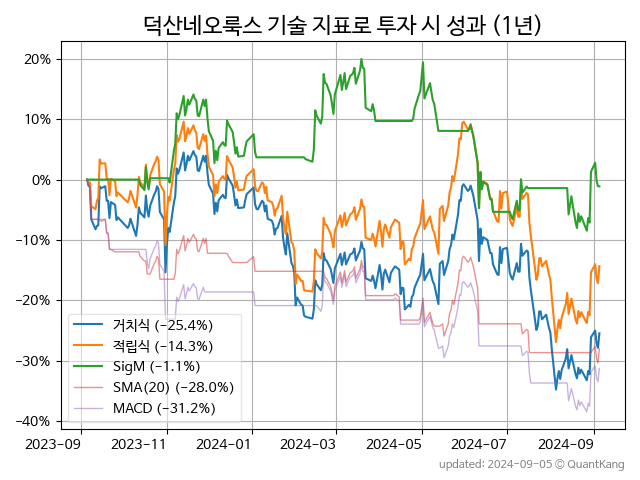 덕산네오룩스 기술 지표로 투자 시 성과 (1년)
20%
10%
0%
−10%
−20%
−30%
−40%
거치식 (−25.4%)
적립식 (−14.3%)
SigM (−1.1%)
SMA(20) (−28.0%)
MACD (−31.2%)
2023-09 2023-11 2024-01 2024-03 2024-05 2024-07 2024-09
updated: 2024-09-05 © QuantKang